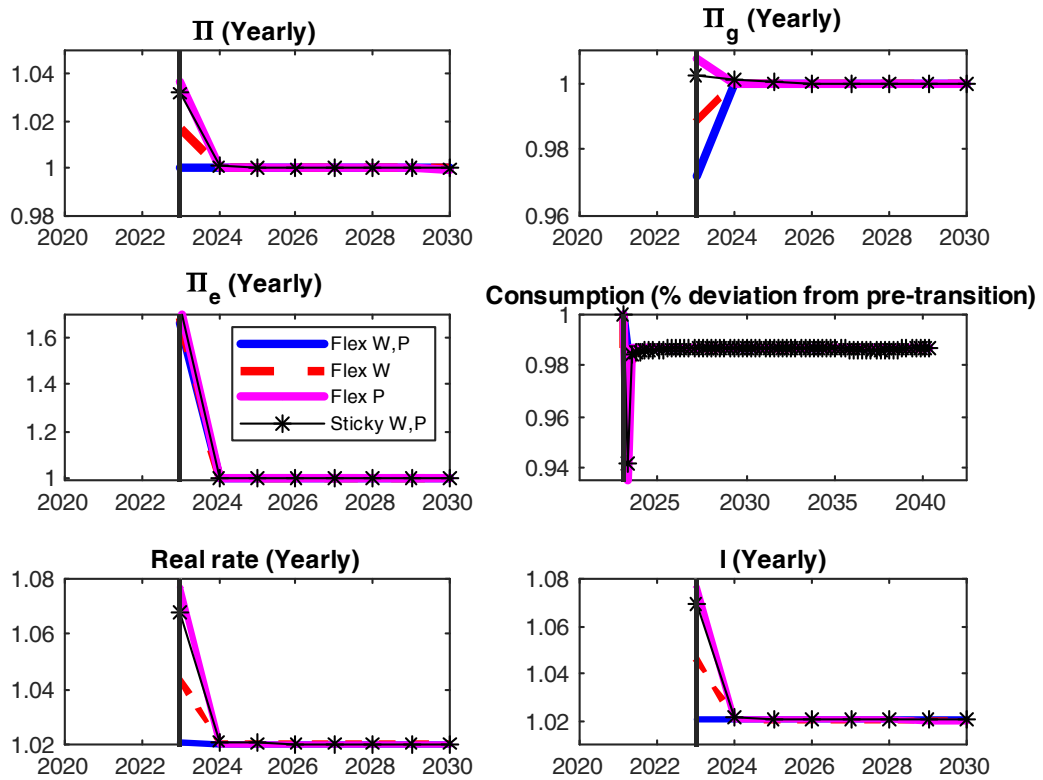 Π (Yearly)
1.04
1.02
1
0.98
2020 2022 2024 2026 2028 2030
Π_g (Yearly)
1
0.98
0.96
2020 2022 2024 2026 2028 2030
Π_e (Yearly)
1.6
1.4
1.2
1
2020 2022 2024 2026 2028 2030
Flex W,P
Flex W
Flex P
Sticky W,P
Consumption (% deviation from pre-transition)
1
0.98
0.96
0.94
2025 2030 2035 2040
Real rate (Yearly)
1.08
1.06
1.04
1.02
2020 2022 2024 2026 2028 2030
I (Yearly)
1.08
1.06
1.04
1.02
2020 2022 2024 2026 2028 2030